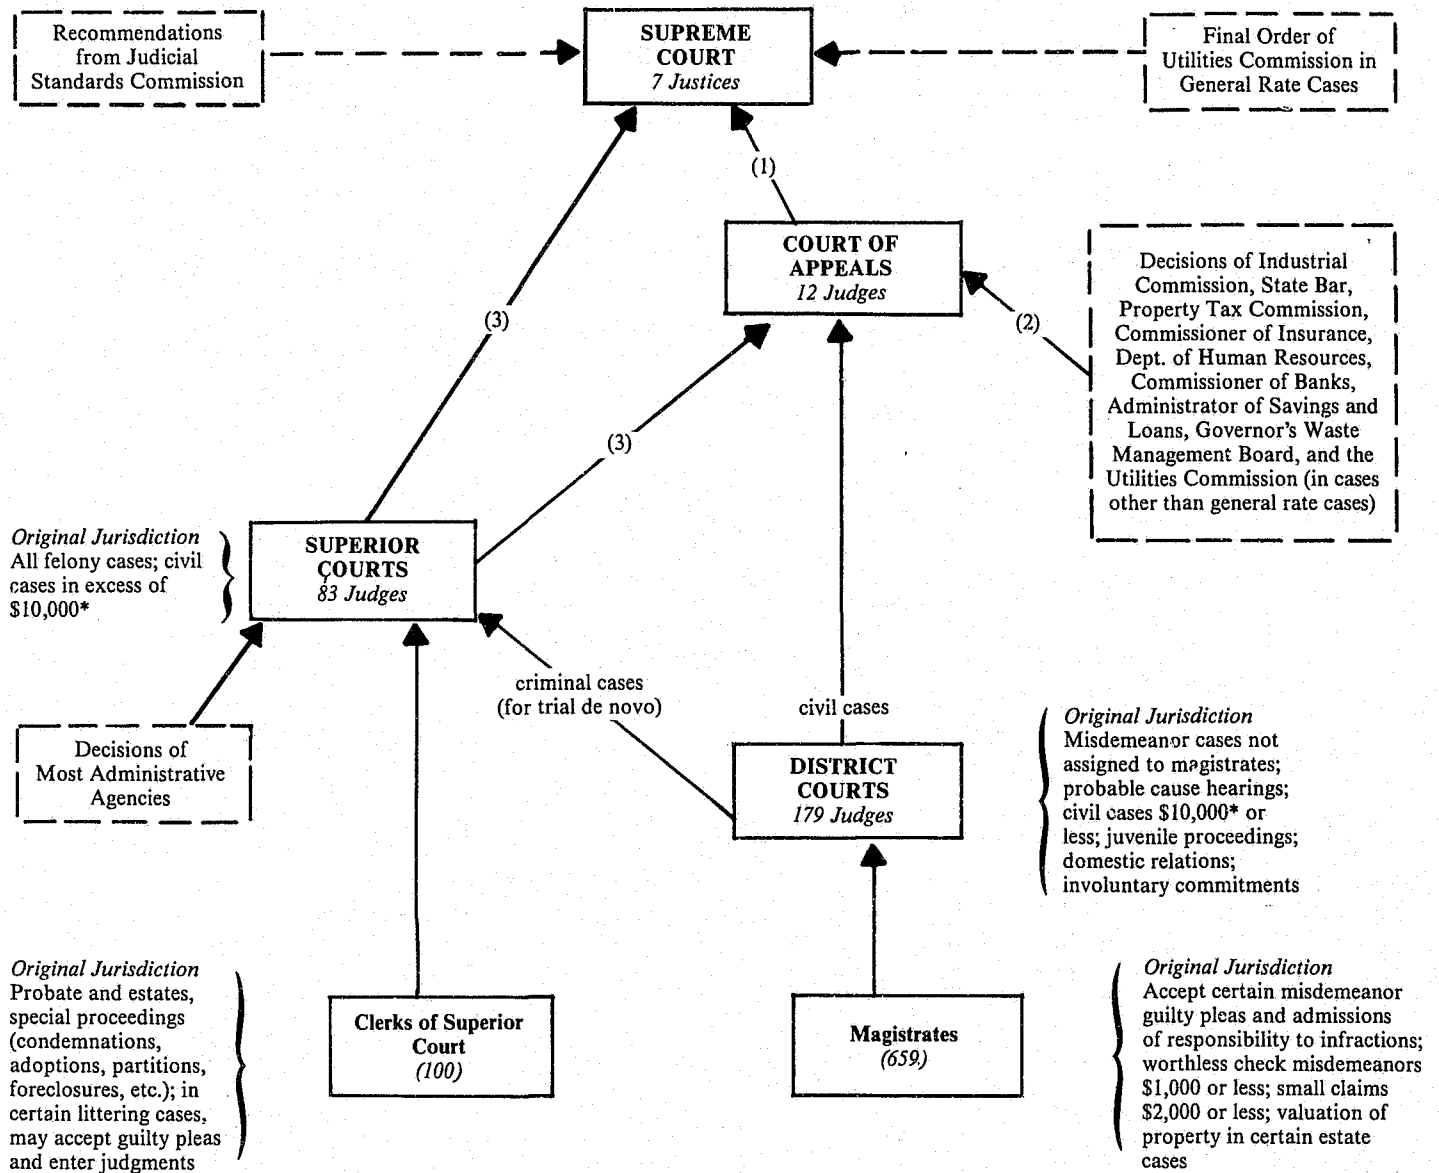 Recommendations
from Judicial
Standards Commission
SUPREME
COURT
7 Justices
Final Order of
Utilities Commission in
General Rate Cases
(1)
COURT OF
APPEALS
12 Judges
Decisions of Industrial
Commission, State Bar,
Property Tax Commission,
Commissioner of Insurance,
Dept. of Human Resources,
Commissioner of Banks,
Administrator of Savings and
Loans, Governor's Waste
Management Board, and the
Utilities Commission (in cases
other than general rate cases)
(2)
(3)
(3)
Original Jurisdiction
All felony cases; civil
cases in excess of
$10,000*
SUPERIOR
COURTS
83 Judges
criminal cases
(for trial de novo)
civil cases
Decisions of
Most Administrative
Agencies
DISTRICT
COURTS
179 Judges
Original Jurisdiction
Misdemeanor cases not
assigned to magistrates;
probable cause hearings;
civil cases $10,000* or
less; juvenile proceedings;
domestic relations;
involuntary commitments
Original Jurisdiction
Probate and estates,
special proceedings
(condemnations,
adoptions, partitions,
foreclosures, etc.); in
certain littering cases,
may accept guilty pleas
and enter judgments
Clerks of Superior
Court
(100)
Magistrates
(659)
Original Jurisdiction
Accept certain misdemeanor
guilty pleas and admissions
of responsibility to infractions;
worthless check misdemeanors
$1,000 or less; small claims
$2,000 or less; valuation of
property in certain estate
cases